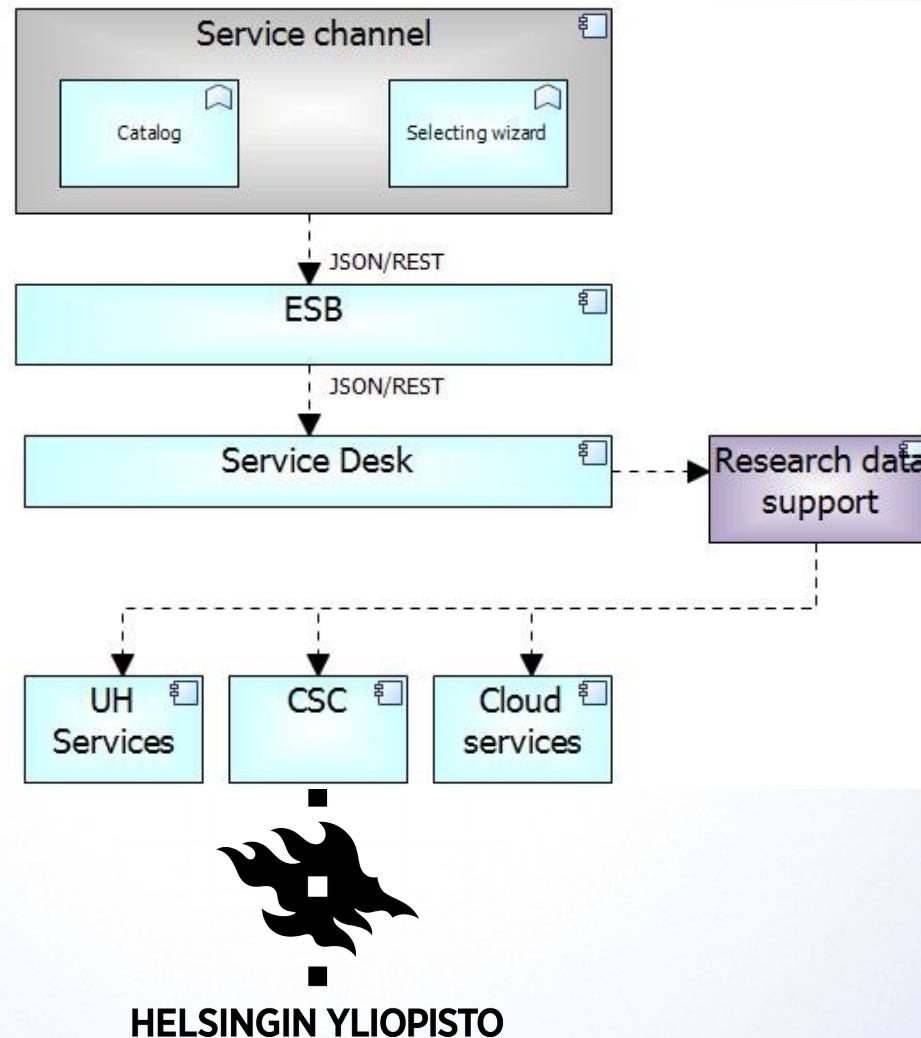 Service channel
Catalog
Selecting wizard
JSON/REST
ESB
JSON/REST
Service Desk
Research data
support
UH
Services
CSC
Cloud
services
HELSINGIN YLIOPISTO